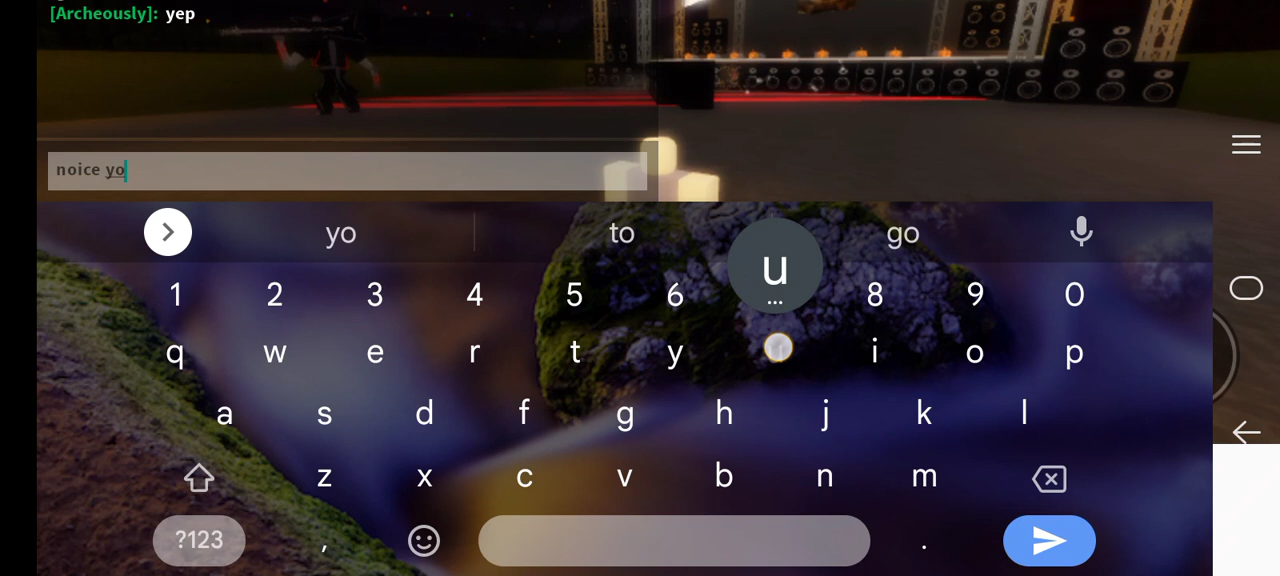 [Archeously]: yep
noice yo
yo to go
u
1 2 3 4 5 6 8 9 0
q w e r t y i o p
a s d f g h j k l
z x c v b n m
?123 , .